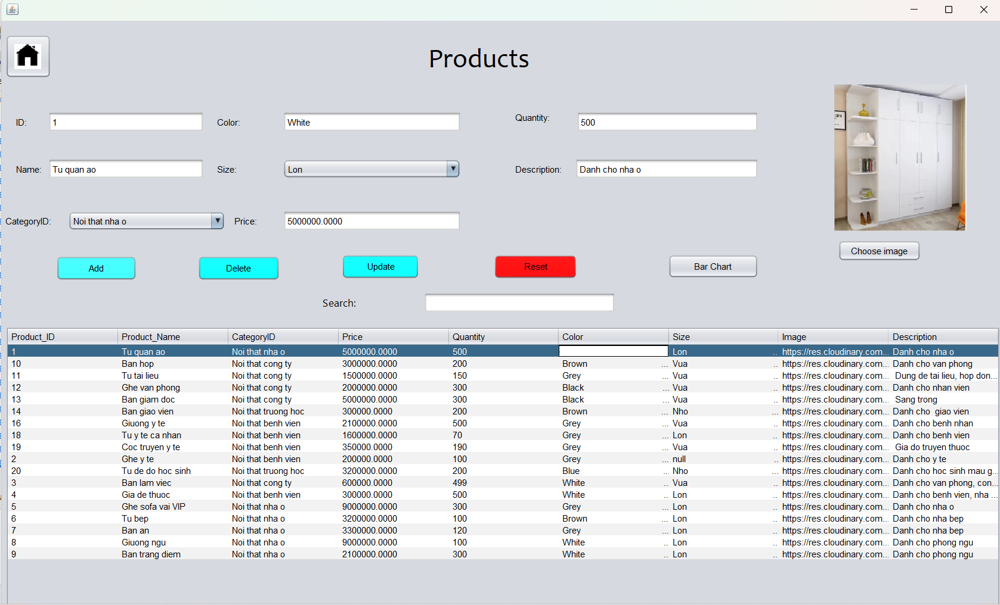 Products
ID: 1 Color: White Quantity: 500
Name: Tu quan ao Size: Lon Description: Danh cho nha o
CategoryID: Noi that nha o Price: 5000000.0000
Choose image
Add Delete Update Reset Bar Chart
Search:
Product_ID Product_Name CategoryID Price Quantity Color Size Image Description
1 Tu quan ao Noi that nha o 5000000.0000 500 Lon .. https://res.cloudinary.com... Danh cho nha o
10 Ban hop Noi that cong ty 3000000.0000 200 Brown ... Vua .. https://res.cloudinary.com... Danh cho van phong
11 Tu tai lieu Noi that cong ty 1500000.0000 150 Grey ... Vua .. https://res.cloudinary.com... Dung de tai lieu, hop don...
12 Ghe van phong Noi that cong ty 2000000.0000 300 Black ... Vua .. https://res.cloudinary.com... Danh cho nhan vien
13 Ban giam doc Noi that cong ty 5000000.0000 300 Black ... Vua .. https://res.cloudinary.com... Sang trong
14 Ban giao vien Noi that truong hoc 300000.0000 200 Brown ... Nho ... https://res.cloudinary.com... Danh cho  giao vien
16 Giuong y te Noi that benh vien 2100000.0000 500 Grey ... Vua .. https://res.cloudinary.com... Danh cho benh nhan
18 Tu y te ca nhan Noi that benh vien 1600000.0000 70 Grey ... Lon .. https://res.cloudinary.com... Danh cho benh vien
19 Coc truyen y te Noi that benh vien 350000.0000 190 Grey ... Vua .. https://res.cloudinary.com... Gia do truyen thuoc
2 Ghe y te Noi that benh vien 200000.0000 100 Grey ... null .. https://res.cloudinary.com... Danh cho y te
20 Tu de do hoc sinh Noi that truong hoc 3200000.0000 200 Blue ... Nho ... https://res.cloudinary.com... Danh cho hoc sinh mau g...
3 Ban lam viec Noi that cong ty 600000.0000 499 White .. Vua .. https://res.cloudinary.com... Danh cho van phong, con...
4 Gia de thuoc Noi that benh vien 300000.0000 500 White .. Lon .. https://res.cloudinary.com... Danh cho benh vien, nha ...
5 Ghe sofa vai VIP Noi that nha o 9000000.0000 300 Grey ... Lon .. https://res.cloudinary.com... Danh cho nha o
6 Tu bep Noi that nha o 3200000.0000 100 Brown ... Lon .. https://res.cloudinary.com... Danh cho nha bep
7 Ban an Noi that nha o 3300000.0000 120 Grey ... Lon .. https://res.cloudinary.com... Danh cho nha bep
8 Giuong ngu Noi that nha o 9000000.0000 100 White .. Lon .. https://res.cloudinary.com... Danh cho phong ngu
9 Ban trang diem Noi that nha o 2100000.0000 300 White .. Lon .. https://res.cloudinary.com... Danh cho phong ngu